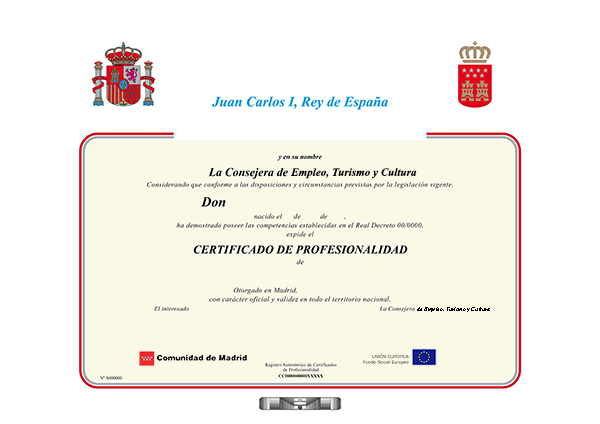 Juan Carlos I, Rey de España
y en su nombre
La Consejera de Empleo, Turismo y Cultura
Considerando que conforme a las disposiciones y circunstancias previstas por la legislación vigente,
Don
nacido el de de ,
ha demostrado poseer las competencias establecidas en el Real Decreto 00/0000,
expide el
CERTIFICADO DE PROFESIONALIDAD
de
Otorgado en Madrid,
con carácter oficial y validez en todo el territorio nacional.
El interesado
La Consejera de Empleo, Turismo y Cultura
Comunidad de Madrid
UNIÓN EUROPEA
Fondo Social Europeo
Registro Autonómico de Certificados
de Profesionalidad
Nº A000000